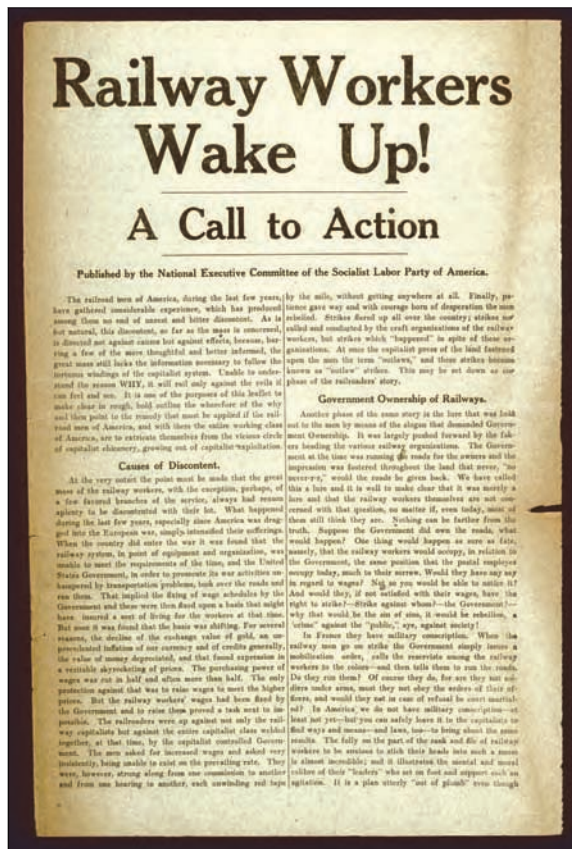 Railway Workers
Wake Up!
A Call to Action
Published by the National Executive Committee of the Socialist Labor Party of America.
The railroad men of America, during the last few years,
have gathered considerable experience, which has produced
among them no end of unrest and bitter discontent. As is
but natural, this discontent, so far as the mass is concerned,
is directed not against causes but against effects, because, bar-
ring a few of the more thoughtful and better informed, the
great mass still lacks the information necessary to follow the
tortuous windings of the capitalist system. Unable to under-
stand the reason WHY, it will rail only against the evils it
can feel and see. It is one of the purposes of this leaflet to
make clear in rough, bold outline the wherefore of the why
and then point to the remedy that must be applied if the rail-
road men of America, and with them the entire working class
of America, are to extricate themselves from the vicious circle
of capitalist chicanery, growing out of capitalist exploitation.
Causes of Discontent.
At the very outset the point must be made that the great
mass of the railway workers, with the exception, perhaps, of
a few favored branches of the service, always had reason
aplenty to be discontented with their lot. What happened
during the last few years, especially since America was drag-
ged into the European war, simply intensified their sufferings.
When the country did enter the war it was found that the
railway system, in point of equipment and organization, was
unable to meet the requirements of the time, and the United
States Government, in order to promote its war activities un-
hampered by transportation problems, took over the roads and
ran them. That implied the fixing of wage schedules by the
Government and these were then fixed upon a basis that might
have insured a sort of living for the workers at that time.
But soon it was found that the basis was shifting. For several
reasons, the decline of the exchange value of gold, an un-
precedented inflation of our currency and of credits generally,
the value of money depreciated, and that found expression in
a veritable skyrocketing of prices. The purchasing power of
wages was cut in half and often more than half. The only
protection against that was to raise wages to meet the higher
prices. But the railway workers' wages had been fixed by
the Government and to raise them proved a task next to im-
possible. The railroaders were up against not only the rail-
way capitalists but against the entire capitalist class welded
together, at that time, by the capitalist controlled Govern-
ment. The men asked for increased wages and asked very
insistently, being unable to exist on the prevailing rate. They
were, however, strung along from one commission to another
and from one hearing to another, each unwinding red tape
by the mile, without getting anywhere at all. Finally, pa-
tience gave way and with courage born of desperation the men
rebelled. Strikes flared up all over the country; strikes not
called and conducted by the craft organizations of the railway
workers, but strikes which "happened" in spite of these or-
ganizations. At once the capitalist press of the land fastened
upon the men the term "outlaws," and these strikes became
known as "outlaw" strikes. This may be set down as one
phase of the railroaders' story.
Government Ownership of Railways.
Another phase of the same story is the lure that was held
out to the men by means of the slogan that demanded Govern-
ment Ownership. It was largely pushed forward by the fak-
ers heading the various railway organizations. The Govern-
ment at the time was running the roads for the owners and the
impression was fostered throughout the land that never, "no
never-r-r," would the roads be given back. We have called
this a lure and it is well to make clear that it was merely a
lure and that the railway workers themselves are not con-
cerned with that question, no matter if, even today, most of
them still think they are. Nothing can be farther from the
truth. Suppose the Government did own the roads, what
would happen? One thing would happen as sure as fate,
namely, that the railway workers would occupy, in relation to
the Government, the same position that the postal employes
occupy today, much to their sorrow. Would they have any say
in regard to wages? Not so you would be able to notice it!
And would they, if not satisfied with their wages, have the
right to strike?—Strike against whom?—the Government?—
why that would be the sin of sins, it would be rebellion, a
"crime" against the "public," aye, against society!
In France they have military conscription. When the
railway men go on strike the Government simply issues a
mobilization order, calls the reservists among the railway
workers to the colors—and then tells them to run the roads.
Do they run them? Of course they do, for are they not sol-
diers under arms, must they not obey the orders of their of-
ficers, and would they not in case of refusal be court martial-
ed? In America we do not have military conscription—at
least not yet—but you can safely leave it to the capitalists to
find ways and means—and laws, too—to bring about the same
results. The folly on the part of the rank and file of railway
workers to be anxious to stick their heads into such a noose
is almost incredible; and it illustrates the mental and moral
calibre of their "leaders" who set on foot and support such an
agitation. It is a plan utterly "out of plumb" even though